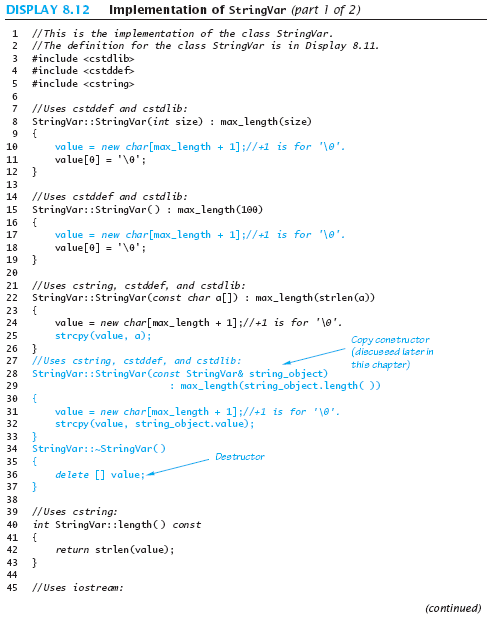 DISPLAY 8.12 Implementation of StringVar (part 1 of 2)
1 //This is the implementation of the class StringVar.
2 //The definition for the class StringVar is in Display 8.11.
3 #include <cstdlib>
4 #include <cstddef>
5 #include <cstring>
6
7 //Uses cstddef and cstdlib:
8 StringVar::StringVar(int size) : max_length(size)
9 {
10 value = new char[max_length + 1];//+1 is for '\0'.
11 value[0] = '\0';
12 }
13
14 //Uses cstddef and cstdlib:
15 StringVar::StringVar() : max_length(100)
16 {
17 value = new char[max_length + 1];//+1 is for '\0'.
18 value[0] = '\0';
19 }
20
21 //Uses cstring, cstddef, and cstdlib:
22 StringVar::StringVar(const char a[]) : max_length(strlen(a))
23 {
24 value = new char[max_length + 1];//+1 is for '\0'.
25 strcpy(value, a);
26 }
Copy constructor
(discussed later in
this chapter)
27 //Uses cstring, cstddef, and cstdlib:
28 StringVar::StringVar(const StringVar& string_object)
29 : max_length(string_object.length( ))
30 {
31 value = new char[max_length + 1];//+1 is for '\0'.
32 strcpy(value, string_object.value);
33 }
34 StringVar::~StringVar()
35 {
Destructor
36 delete [] value;
37 }
38
39 //Uses cstring:
40 int StringVar::length() const
41 {
42 return strlen(value);
43 }
44
45 //Uses iostream:
(continued)